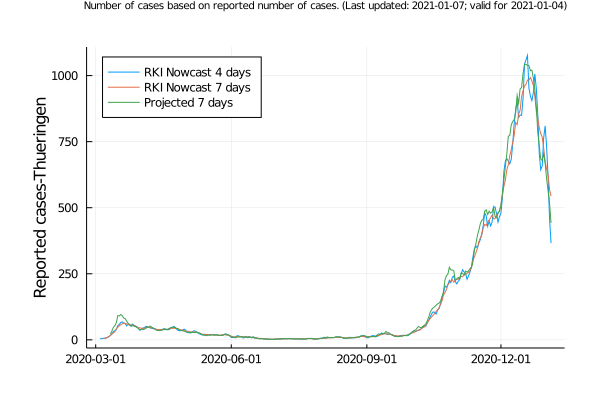 Number of cases based on reported number of cases. (Last updated: 2021-01-07; valid for 2021-01-04)
RKI Nowcast 4 days
RKI Nowcast 7 days
Projected 7 days
Reported cases-Thueringen
1000
750
500
250
0
2020-03-01 2020-06-01 2020-09-01 2020-12-01